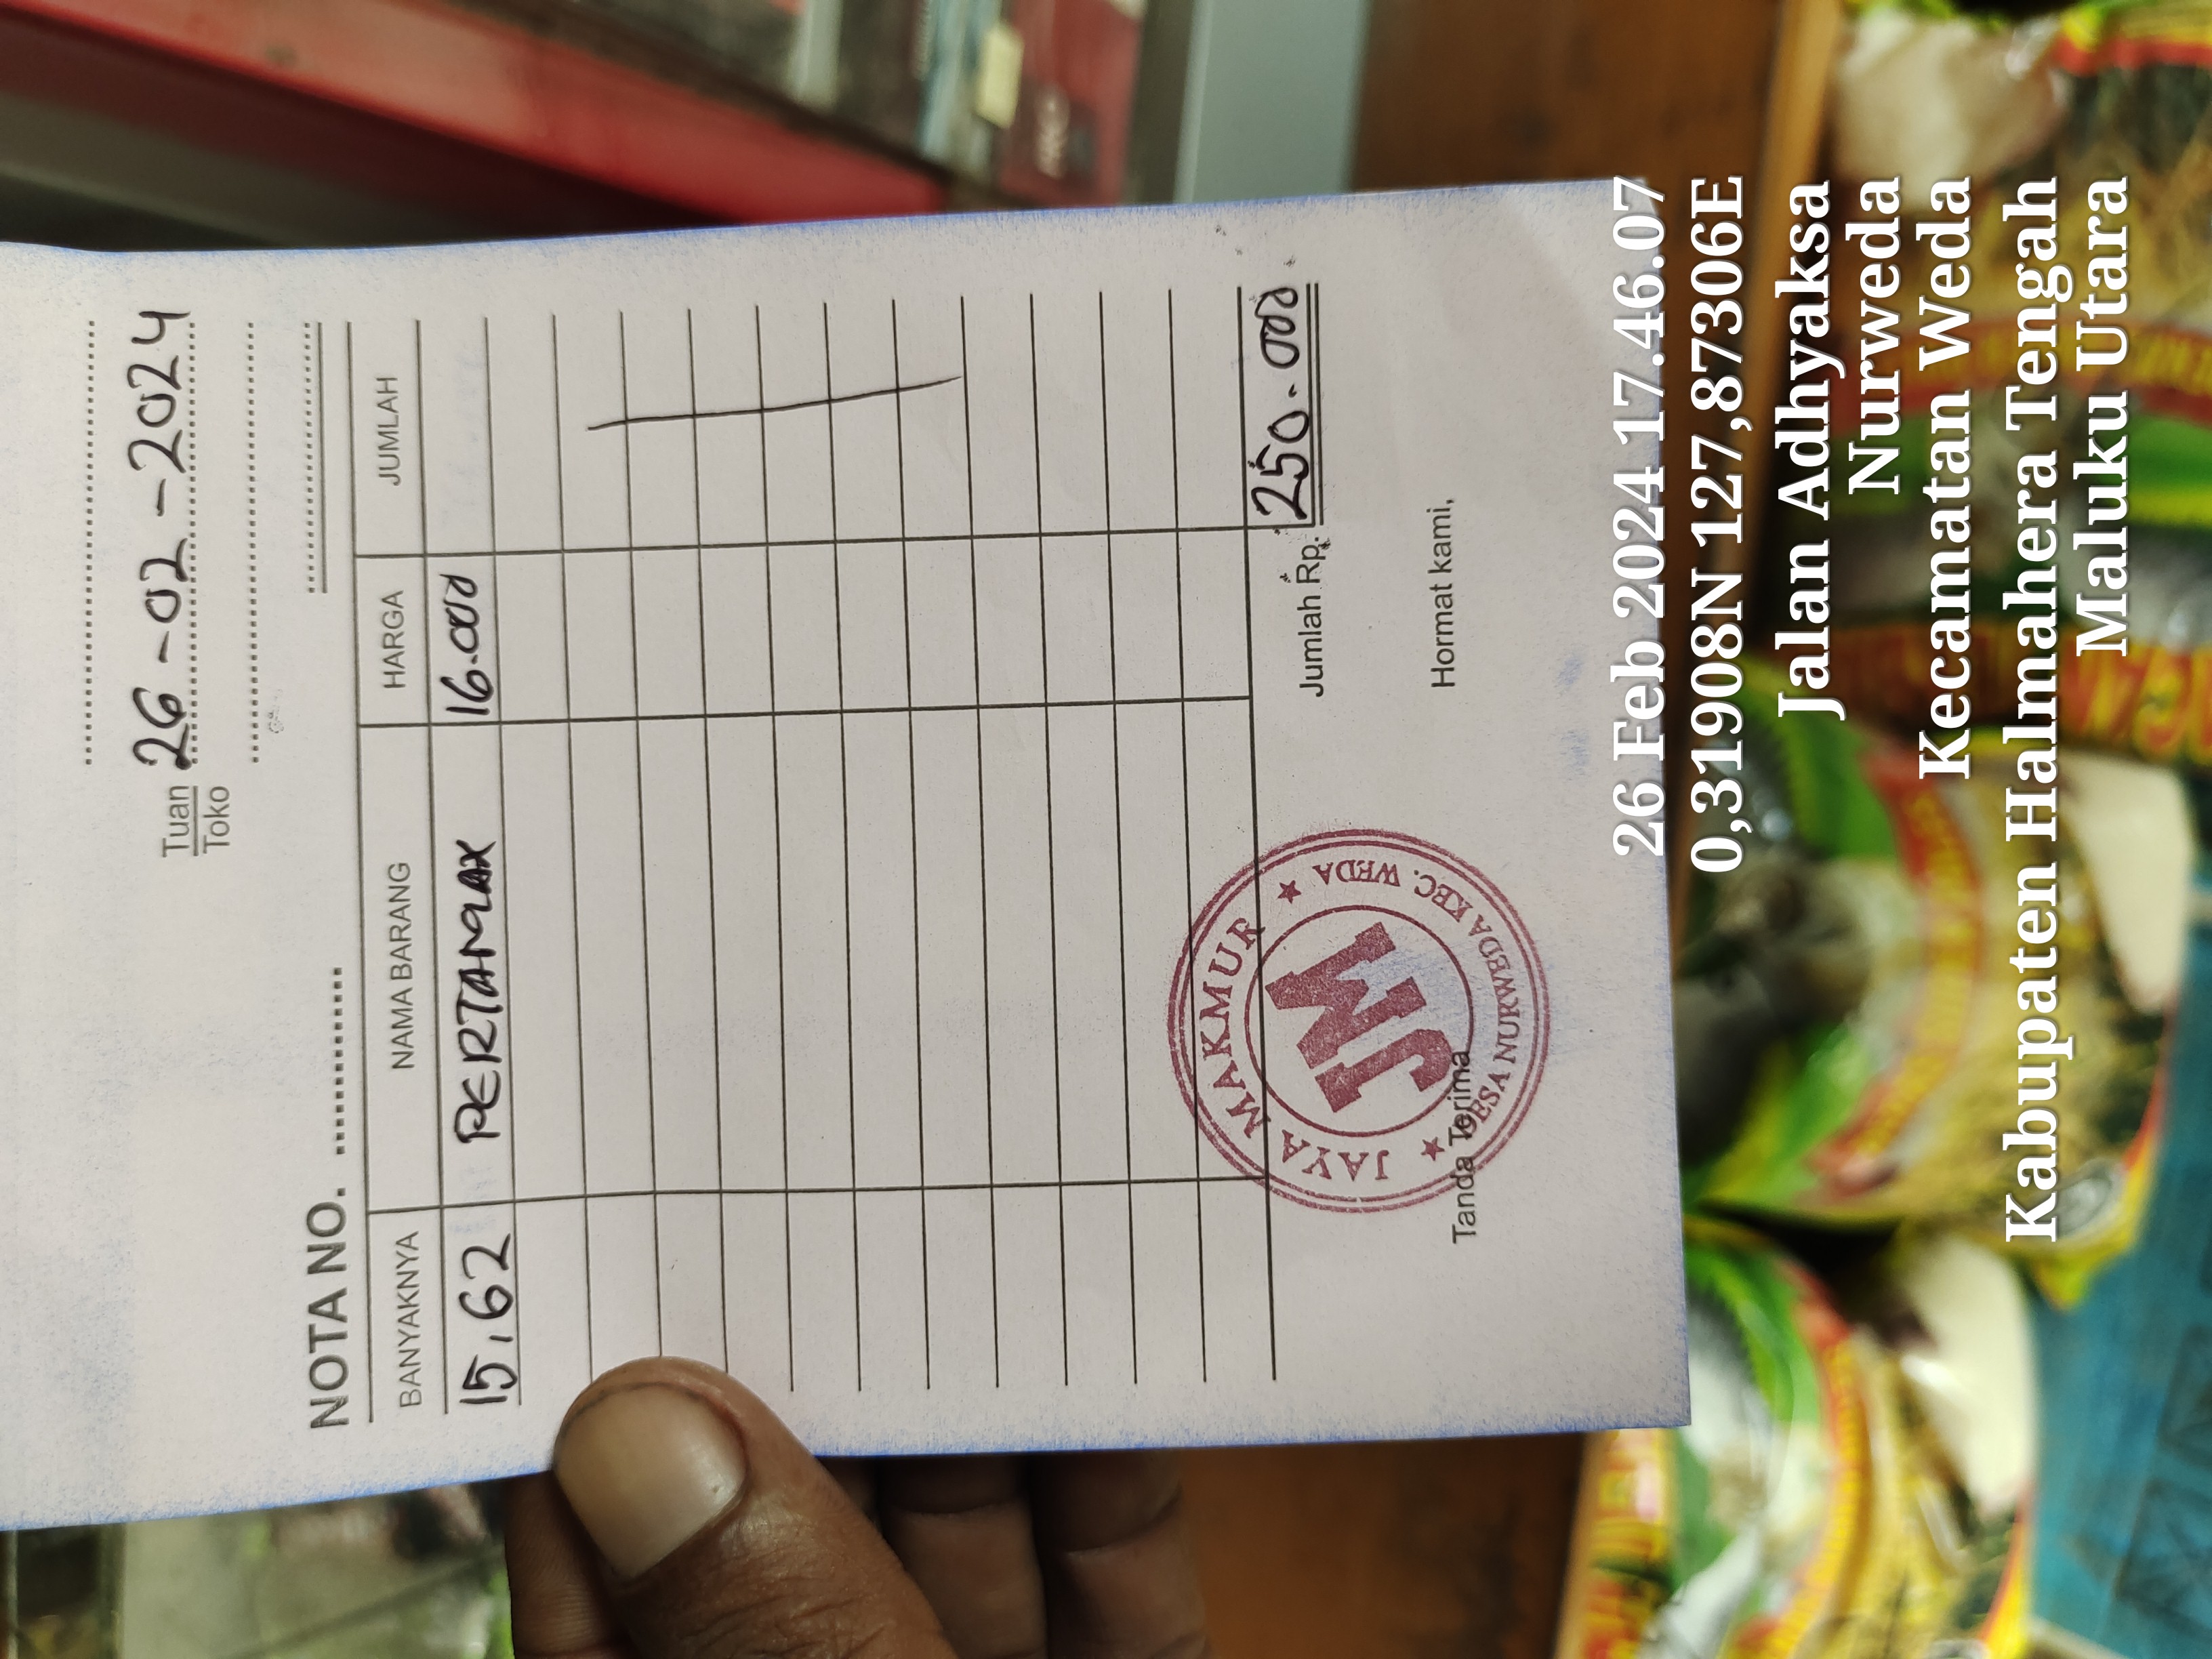 26-02-2024
Tuan
Toko
NOTA NO. ............
BANYAKNYA NAMA BARANG HARGA JUMLAH
15,62 PERTAMAX 16.000
Jumlah Rp. 250.000
Tanda Terima Hormat kami,
JAYA MAKMUR
JM
DESA NURWEDA KEC. WEDA
26 Feb 2024 17.46.07
0,319908N 127,873306E
Jalan Adhyaksa
Nurweda
Kecamatan Weda
Kabupaten Halmahera Tengah
Maluku Utara